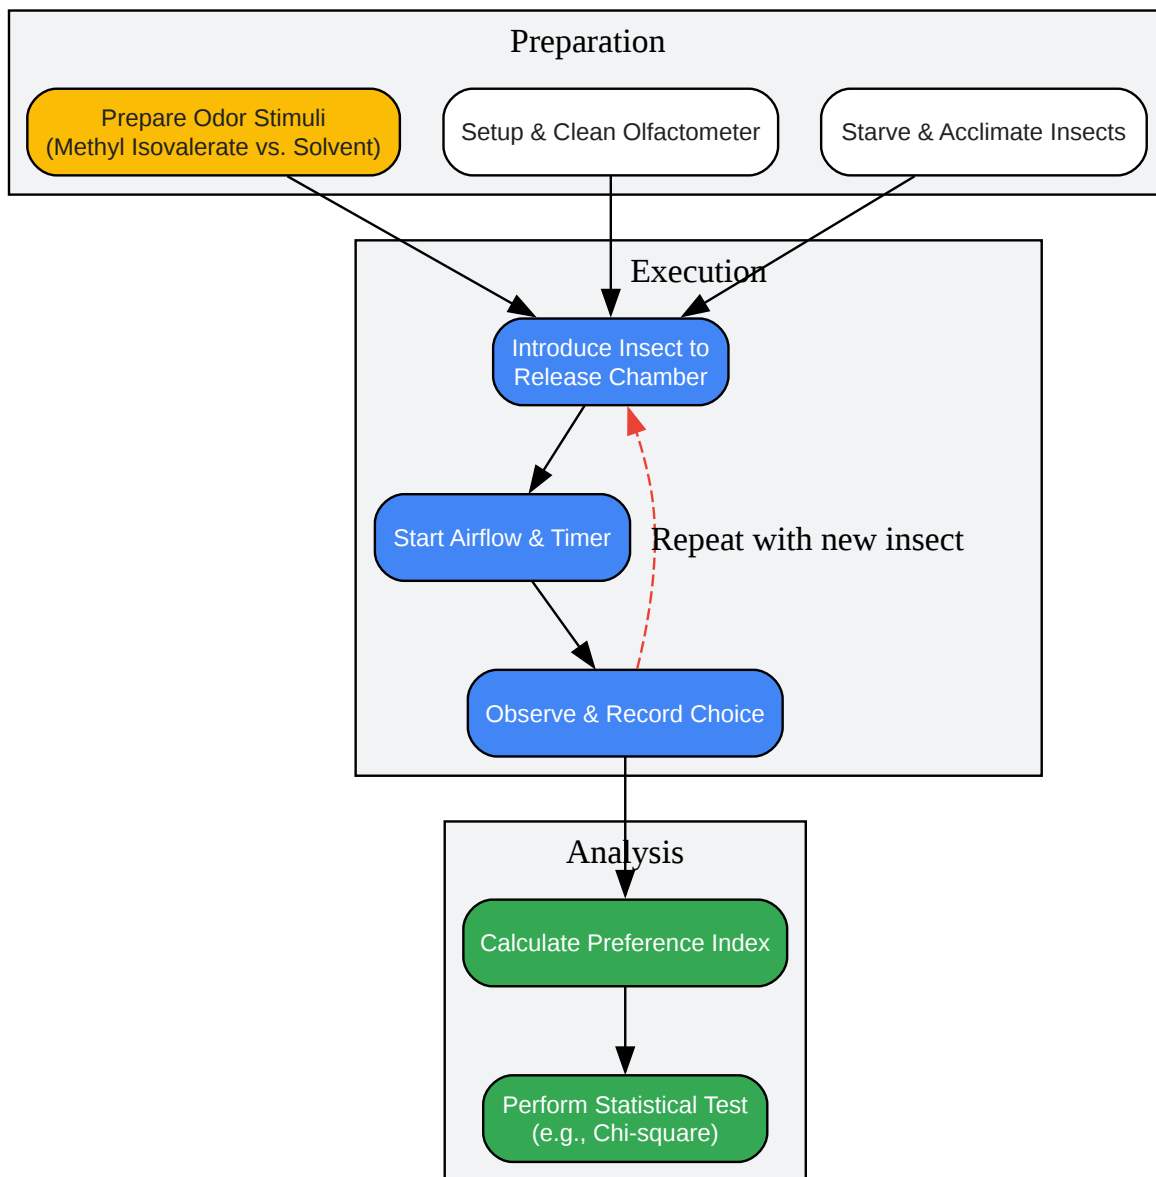 Preparation
Prepare Odor Stimuli
(Methyl Isovalerate vs. Solvent)
Setup & Clean Olfactometer
Starve & Acclimate Insects
Execution
Introduce Insect to
Release Chamber
Start Airflow & Timer
Repeat with new insect
Observe & Record Choice
Analysis
Calculate Preference Index
Perform Statistical Test
(e.g., Chi-square)